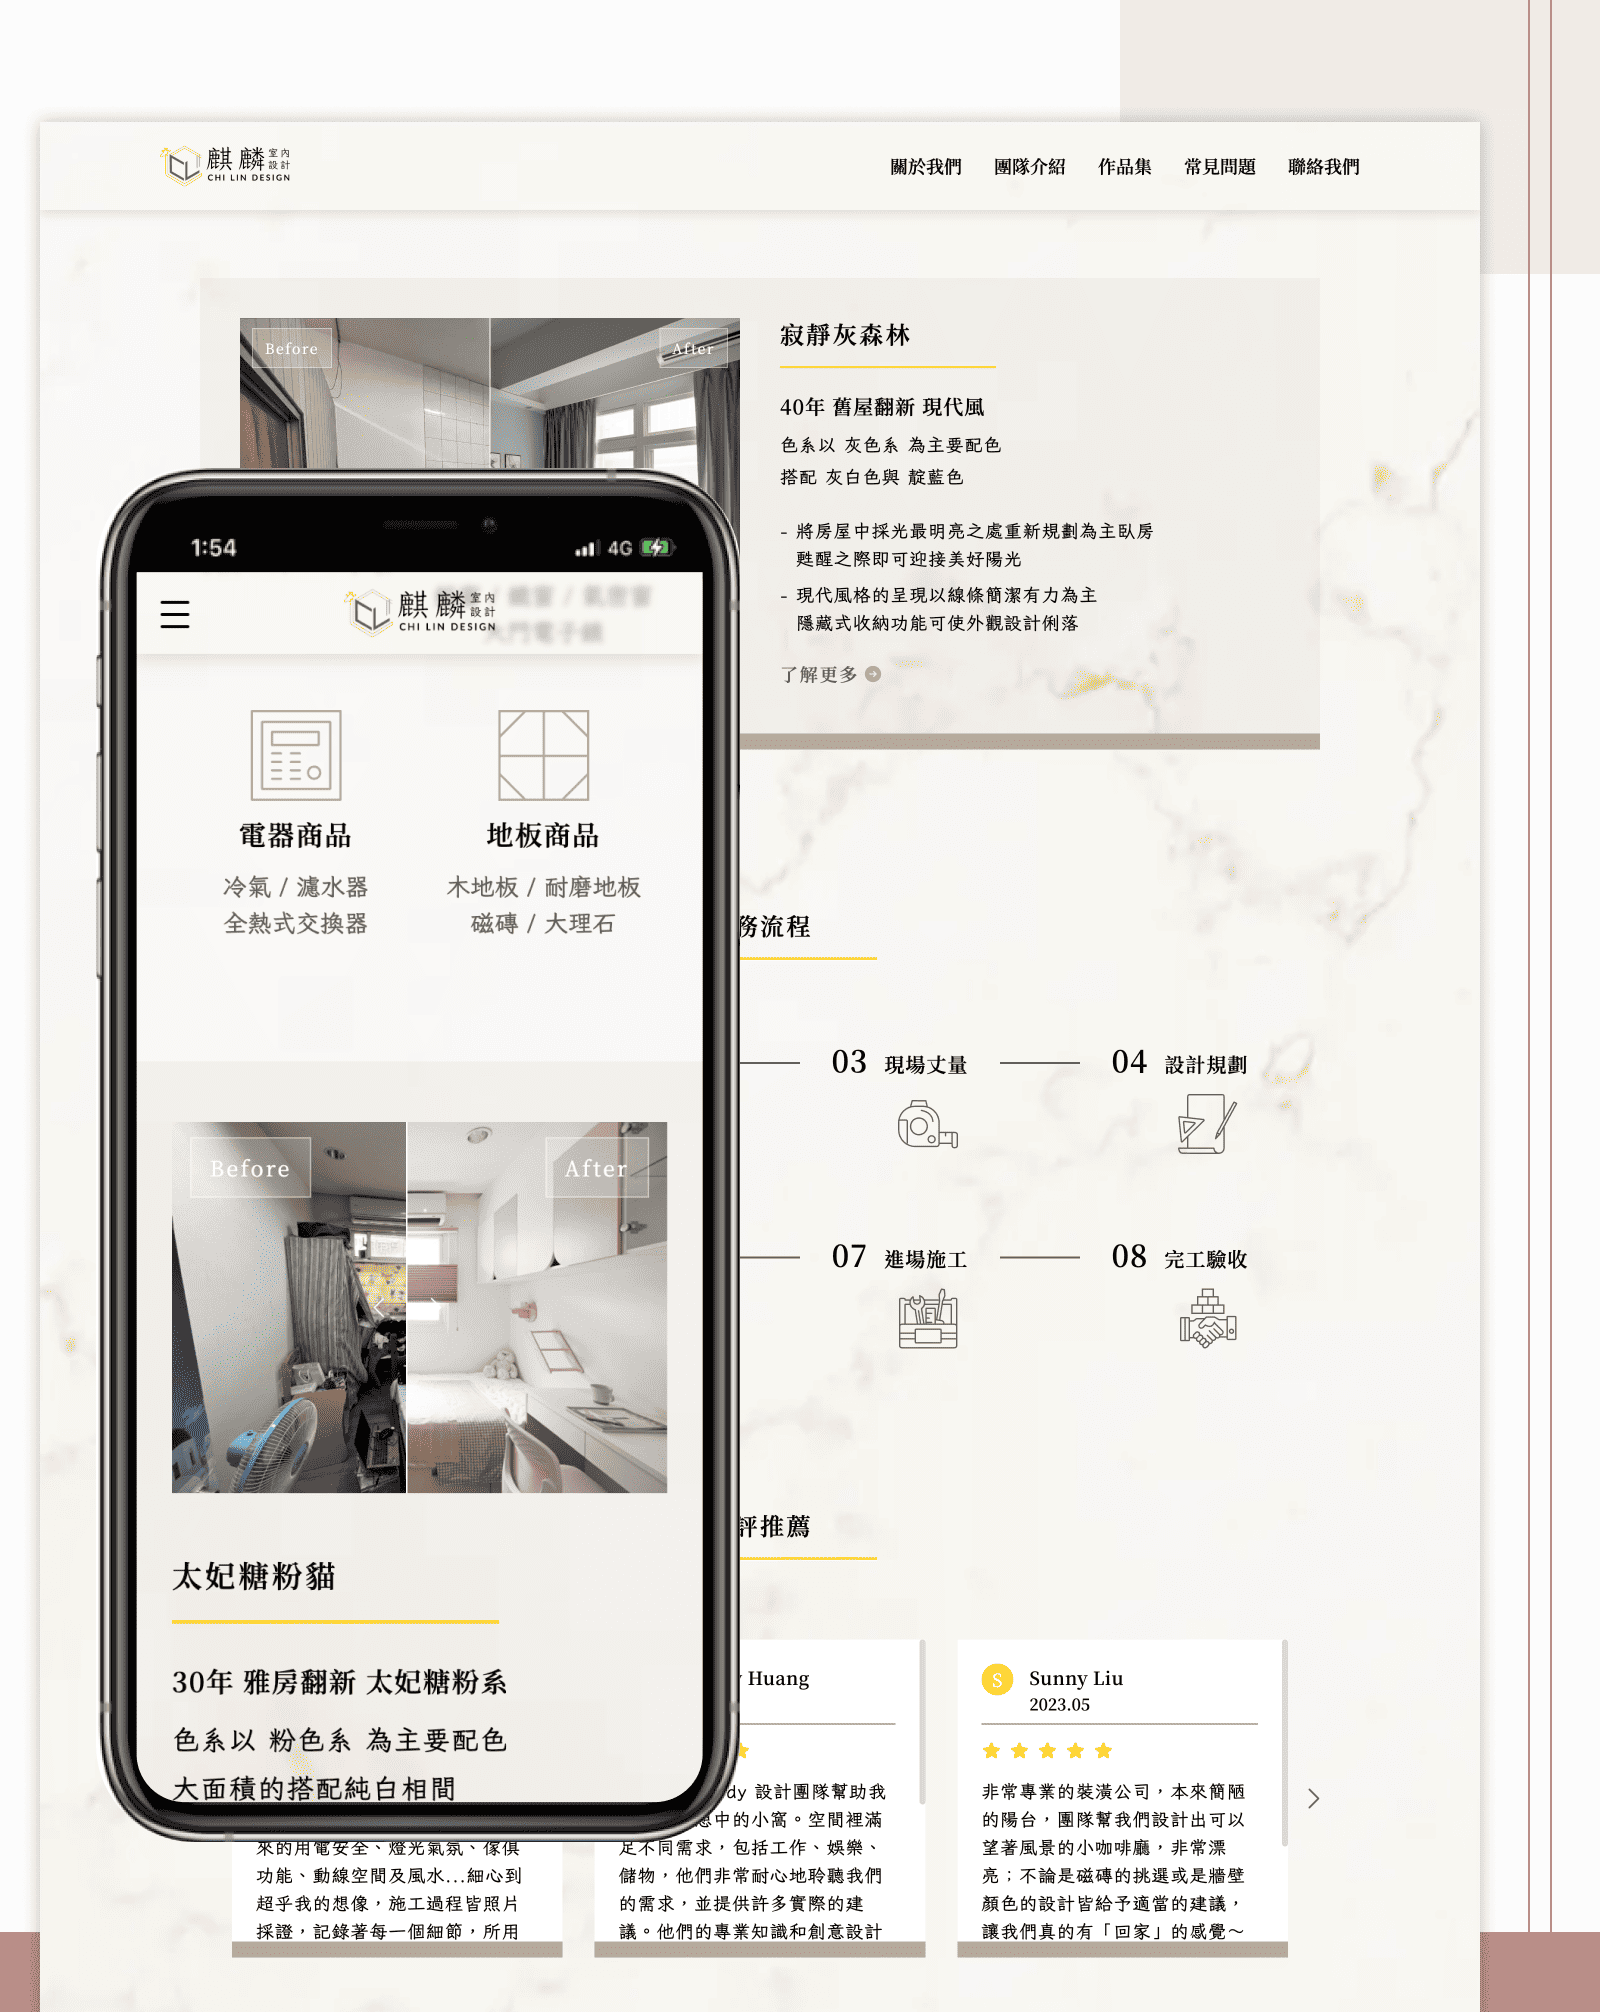 麒麟 室內設計
CHI LIN DESIGN
關於我們 團隊介紹 作品集 常見問題 聯絡我們
Before
After
寂靜灰森林
40年 舊屋翻新 現代風
色系以 灰色系 為主要配色
搭配 灰白色與 靛藍色
- 將房屋中採光最明亮之處重新規劃為主臥房
甦醒之際即可迎接美好陽光
- 現代風格的呈現以線條簡潔有力為主
隱藏式收納功能可使外觀設計俐落
了解更多
1:54
4G
麒麟 室內設計
CHI LIN DESIGN
鐵窗 / 氣密窗
大門電子鎖
電器商品
冷氣 / 濾水器
全熱式交換器
地板商品
木地板 / 耐磨地板
磁磚 / 大理石
Before
After
太妃糖粉貓
30年 雅房翻新 太妃糖粉系
色系以 粉色系 為主要配色
大面積的搭配純白相間
務流程
03 現場丈量
04 設計規劃
07 進場施工
08 完工驗收
評推薦
來的用電安全、燈光氣氛、傢俱
功能、動線空間及風水...細心到
超乎我的想像，施工過程皆照片
採證，記錄著每一個細節，所用
Huang
dy 設計團隊幫助我
中的小窩。空間裡滿
足不同需求，包括工作、娛樂、
儲物，他們非常耐心地聆聽我們
的需求，並提供許多實際的建
議。他們的專業知識和創意設計
S
Sunny Liu
2023.05
非常專業的裝潢公司，本來簡陋
的陽台，團隊幫我們設計出可以
望著風景的小咖啡廳，非常漂
亮；不論是磁磚的挑選或是牆壁
顏色的設計皆給予適當的建議，
讓我們真的有「回家」的感覺～